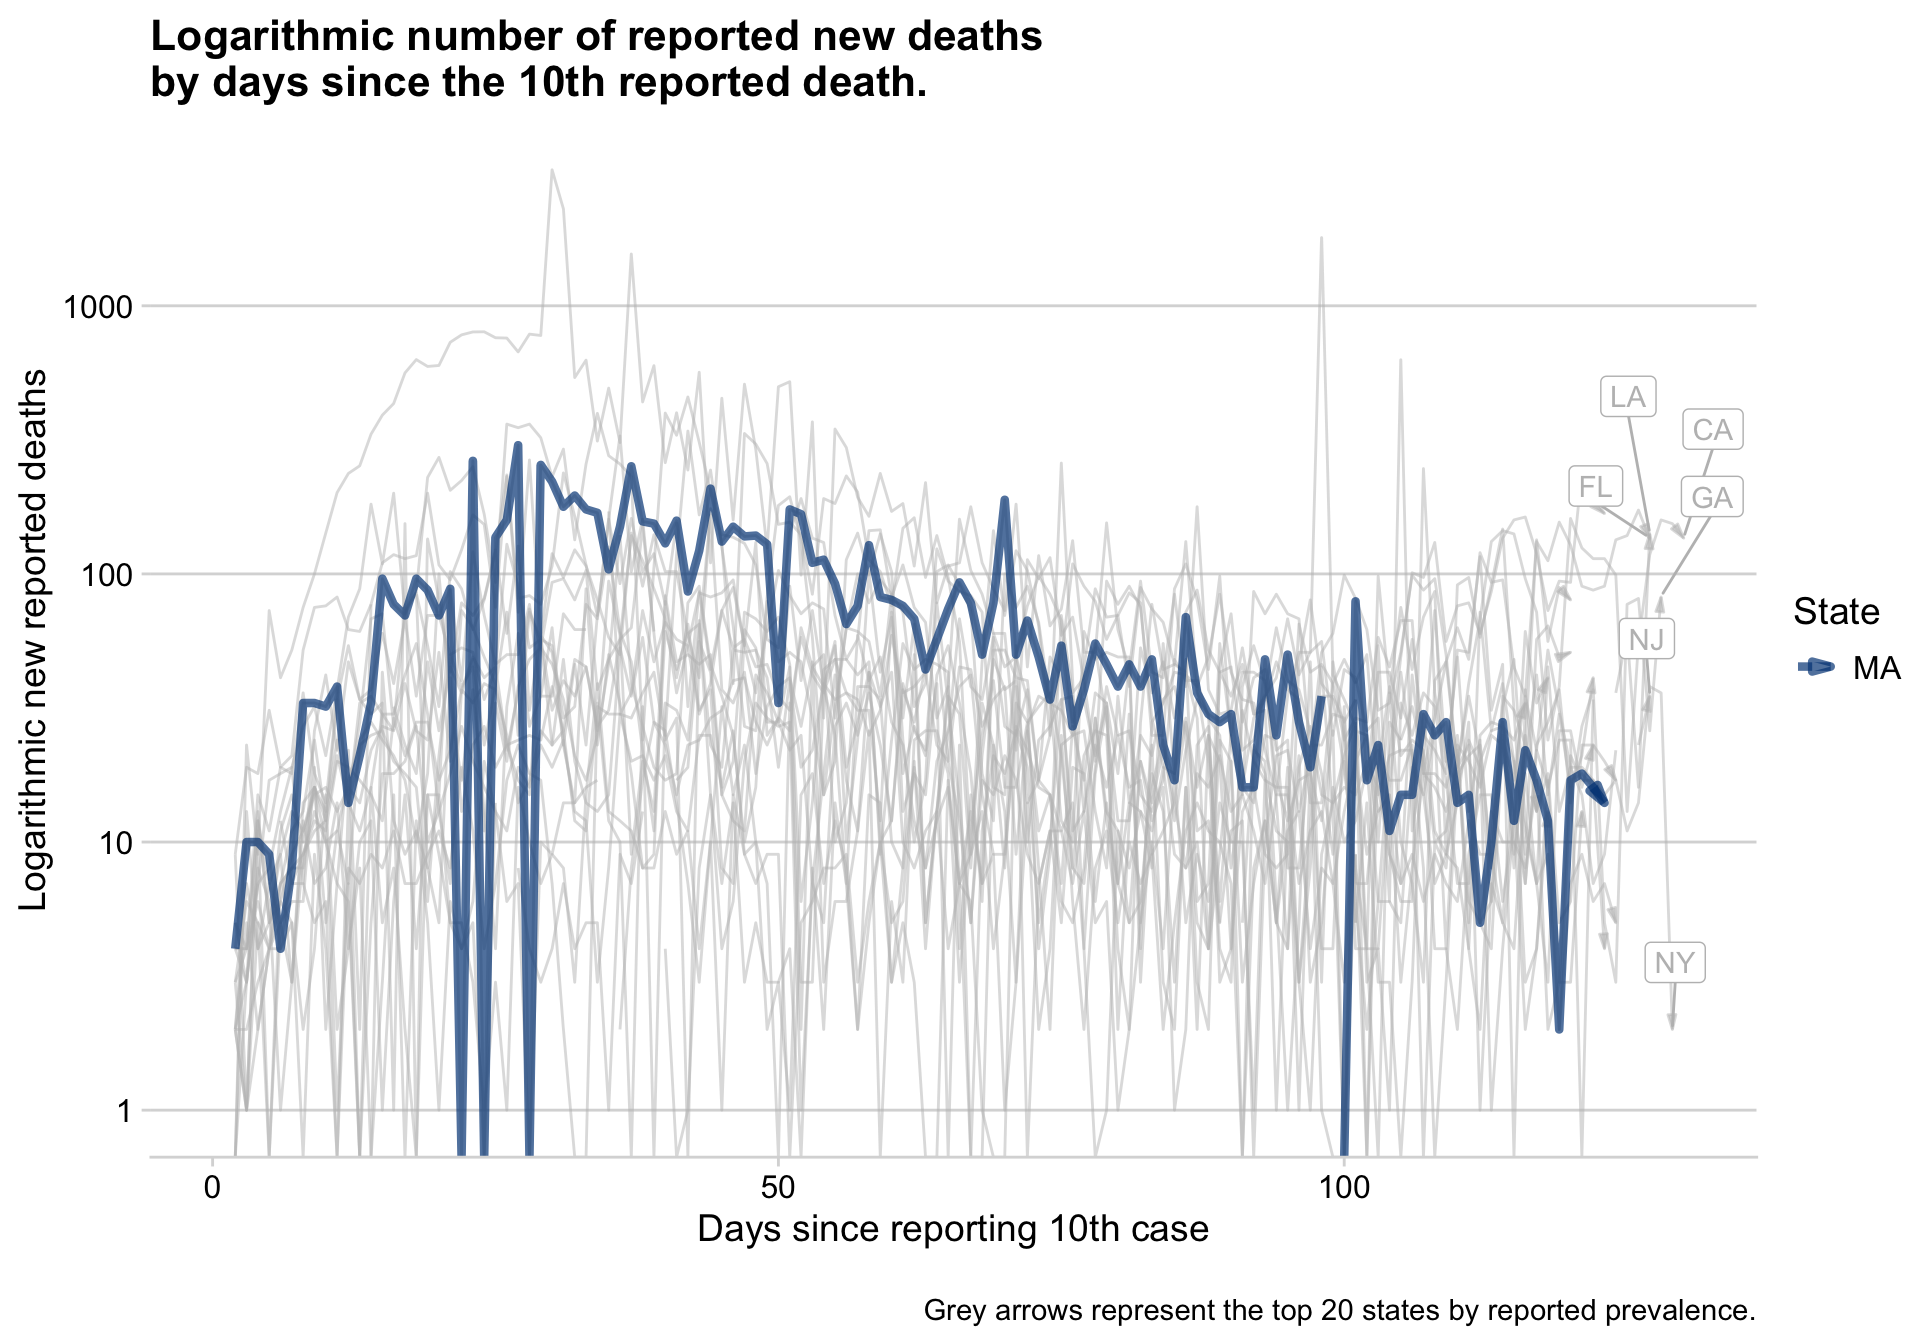 Logarithmic number of reported new deaths
by days since the 10th reported death.
Logarithmic new reported deaths
1000
100
10
1
LA
CA
FL
GA
NJ
NY
State
MA
0
50
100
Days since reporting 10th case
Grey arrows represent the top 20 states by reported prevalence.